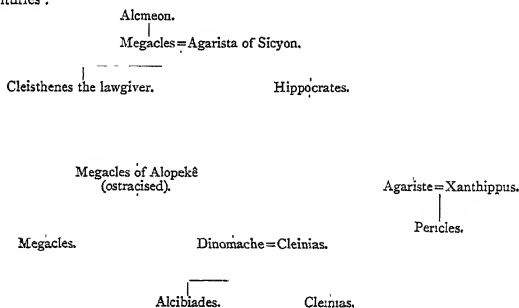 Alcmeon.
Megacles=Agarista of Sicyon.
Cleisthenes the lawgiver.
Hippocrates.
Megacles of Alopekê
(ostracised).
Agariste=Xanthippus.
Pericles.
Megacles.
Dinomache=Cleinias.
Alcibiades.
Cleinias.